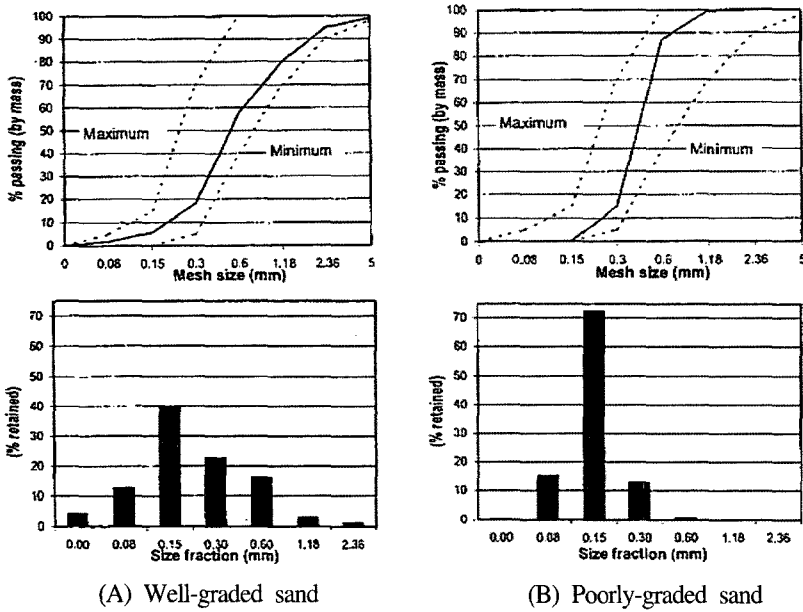 % passing (by mass)
100
90
80
70
60
50
40
30
20
10
0
Maximum
Minimum
0 0.08 0.15 0.3 0.6 1.18 2.36 5
Mesh size (mm)
% passing (by mass)
100
90
80
70
60
50
40
30
20
10
0
Maximum
Minimum
0 0.08 0.15 0.3 0.6 1.18 2.36 5
Mesh size (mm)
(% retained)
70
60
50
40
30
20
10
0
0.00 0.08 0.15 0.30 0.60 1.18 2.36
Size fraction (mm)
(% retained)
70
60
50
40
30
20
10
0
0.00 0.08 0.15 0.30 0.60 1.18 2.36
Size fraction (mm)
(A) Well-graded sand
(B) Poorly-graded sand